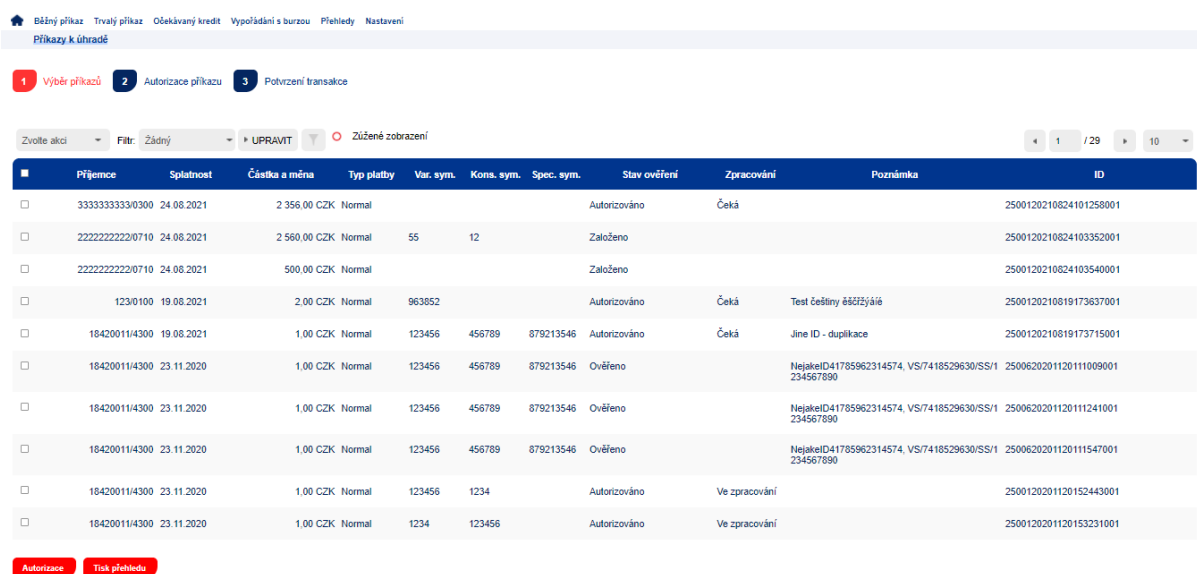 Běžný příkaz Trvalý příkaz Očekávaný kredit Vypořádání s burzou Přehledy Nastavení
Příkazy k úhradě
1 Výběr příkazů 2 Autorizace příkazu 3 Potvrzení transakce
Zvolte akci Filtr: Žádný UPRAVIT Zúžené zobrazení 1 / 29 10
Příjemce Splatnost Částka a měna Typ platby Var. sym. Kons. sym. Spec. sym. Stav ověření Zpracování Poznámka ID
3333333333/0300 24.08.2021 2 356,00 CZK Normal Autorizováno Čeká 2500120210824101258001
2222222222/0710 24.08.2021 2 560,00 CZK Normal 55 12 Založeno 2500120210824103352001
2222222222/0710 24.08.2021 500,00 CZK Normal Založeno 2500120210824103540001
123/0100 19.08.2021 2,00 CZK Normal 963852 Autorizováno Čeká Test češtiny ěščřžýáíé 2500120210819173637001
18420011/4300 19.08.2021 1,00 CZK Normal 123456 456789 879213546 Autorizováno Čeká Jine ID - duplikace 2500120210819173715001
18420011/4300 23.11.2020 1,00 CZK Normal 123456 456789 879213546 Ověřeno NejakeID41785962314574, VS/7418529630/SS/1 2500620201120111009001
234567890
18420011/4300 23.11.2020 1,00 CZK Normal 123456 456789 879213546 Ověřeno NejakeID41785962314574, VS/7418529630/SS/1 2500620201120111241001
234567890
18420011/4300 23.11.2020 1,00 CZK Normal 123456 456789 879213546 Ověřeno NejakeID41785962314574, VS/7418529630/SS/1 2500620201120111547001
234567890
18420011/4300 23.11.2020 1,00 CZK Normal 123456 1234 Autorizováno Ve zpracování 2500120201120152443001
18420011/4300 23.11.2020 1,00 CZK Normal 1234 123456 Autorizováno Ve zpracování 2500120201120153231001
Autorizace Tisk přehledu